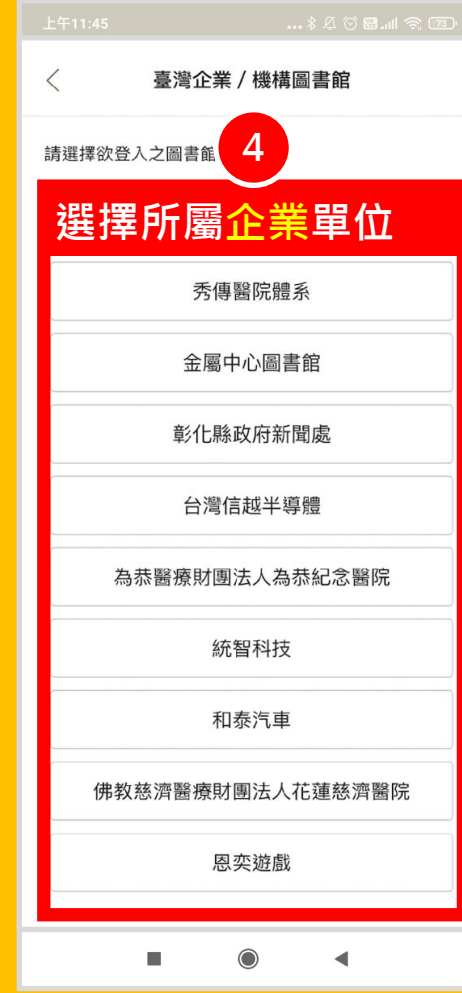 上午11:45 ... 73
臺灣企業 / 機構圖書館
請選擇欲登入之圖書館
4
選擇所屬企業單位
秀傳醫院體系
金屬中心圖書館
彰化縣政府新聞處
台灣信越半導體
為恭醫療財團法人為恭紀念醫院
統智科技
和泰汽車
佛教慈濟醫療財團法人花蓮慈濟醫院
恩奕遊戲